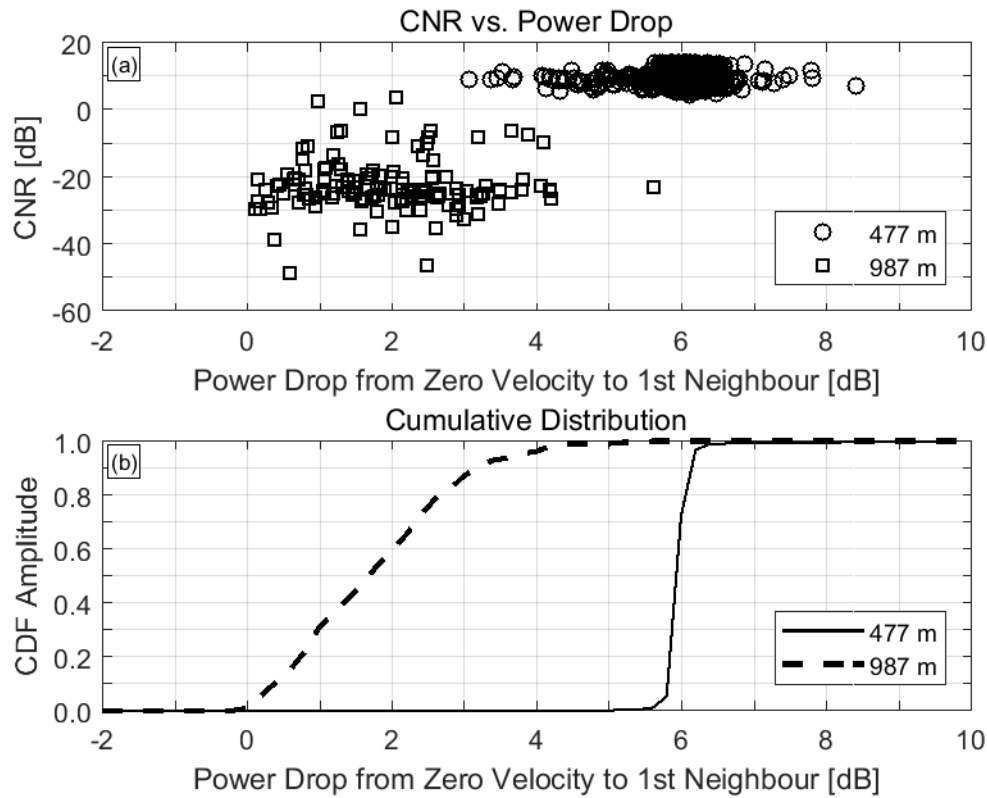 CNR vs. Power Drop
(a)
20
0
-20
-40
-60
CNR [dB]
477 m
987 m
-2 0 2 4 6 8 10
Power Drop from Zero Velocity to 1st Neighbour [dB]
Cumulative Distribution
(b)
1.0
0.8
0.6
0.4
0.2
0.0
CDF Amplitude
477 m
987 m
-2 0 2 4 6 8 10
Power Drop from Zero Velocity to 1st Neighbour [dB]